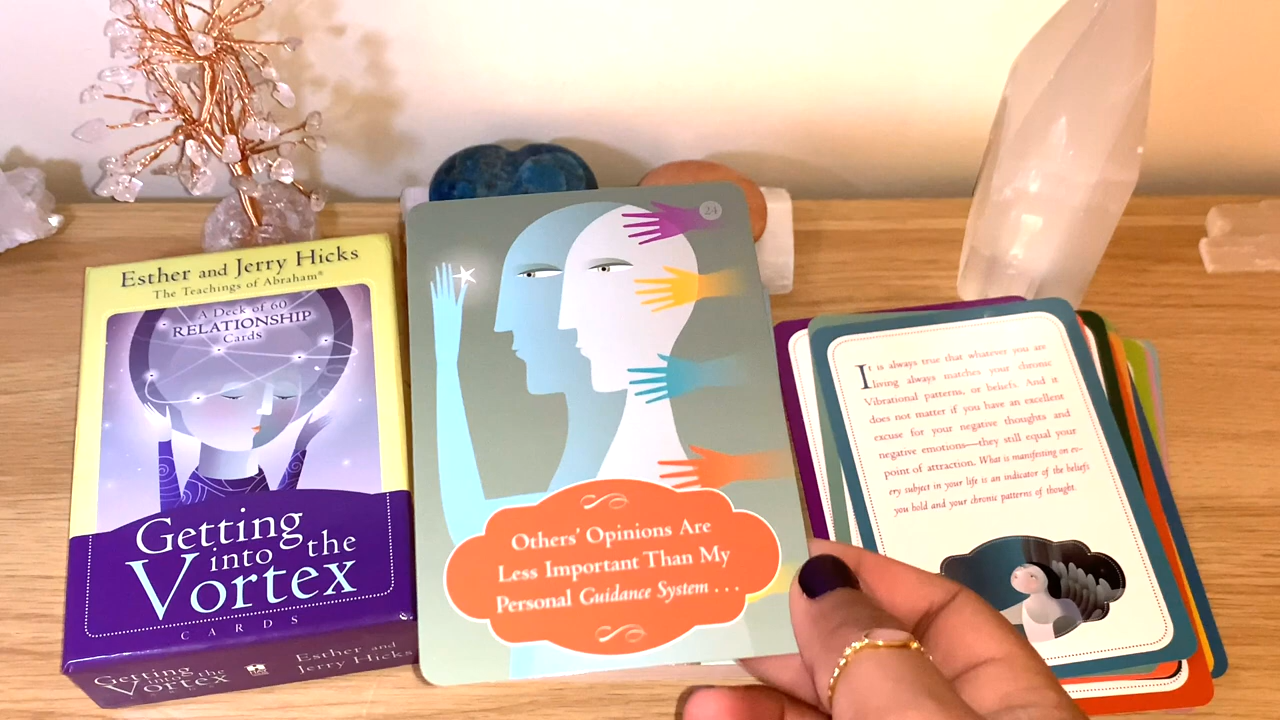 Esther and Jerry Hicks
The Teachings of Abraham®
A Deck of 60
RELATIONSHIP
Cards
Getting
into the
Vortex
CARDS
Getting
into the
Vortex
CARDS
Esther and
Jerry Hicks
24
Others' Opinions Are
Less Important Than My
Personal Guidance System . . .
It is always true that whatever you are
living always matches your chronic
Vibrational patterns, or beliefs. And it
does not matter if you have an excellent
excuse for your negative thoughts and
negative emotions—they still equal your
point of attraction. What is manifesting on ev-
ery subject in your life is an indicator of the beliefs
you hold and your chronic patterns of thought.